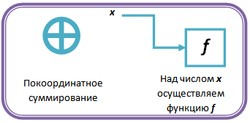 x
f
Покоординатное
суммирование
Над числом x
осуществляем
функцию f